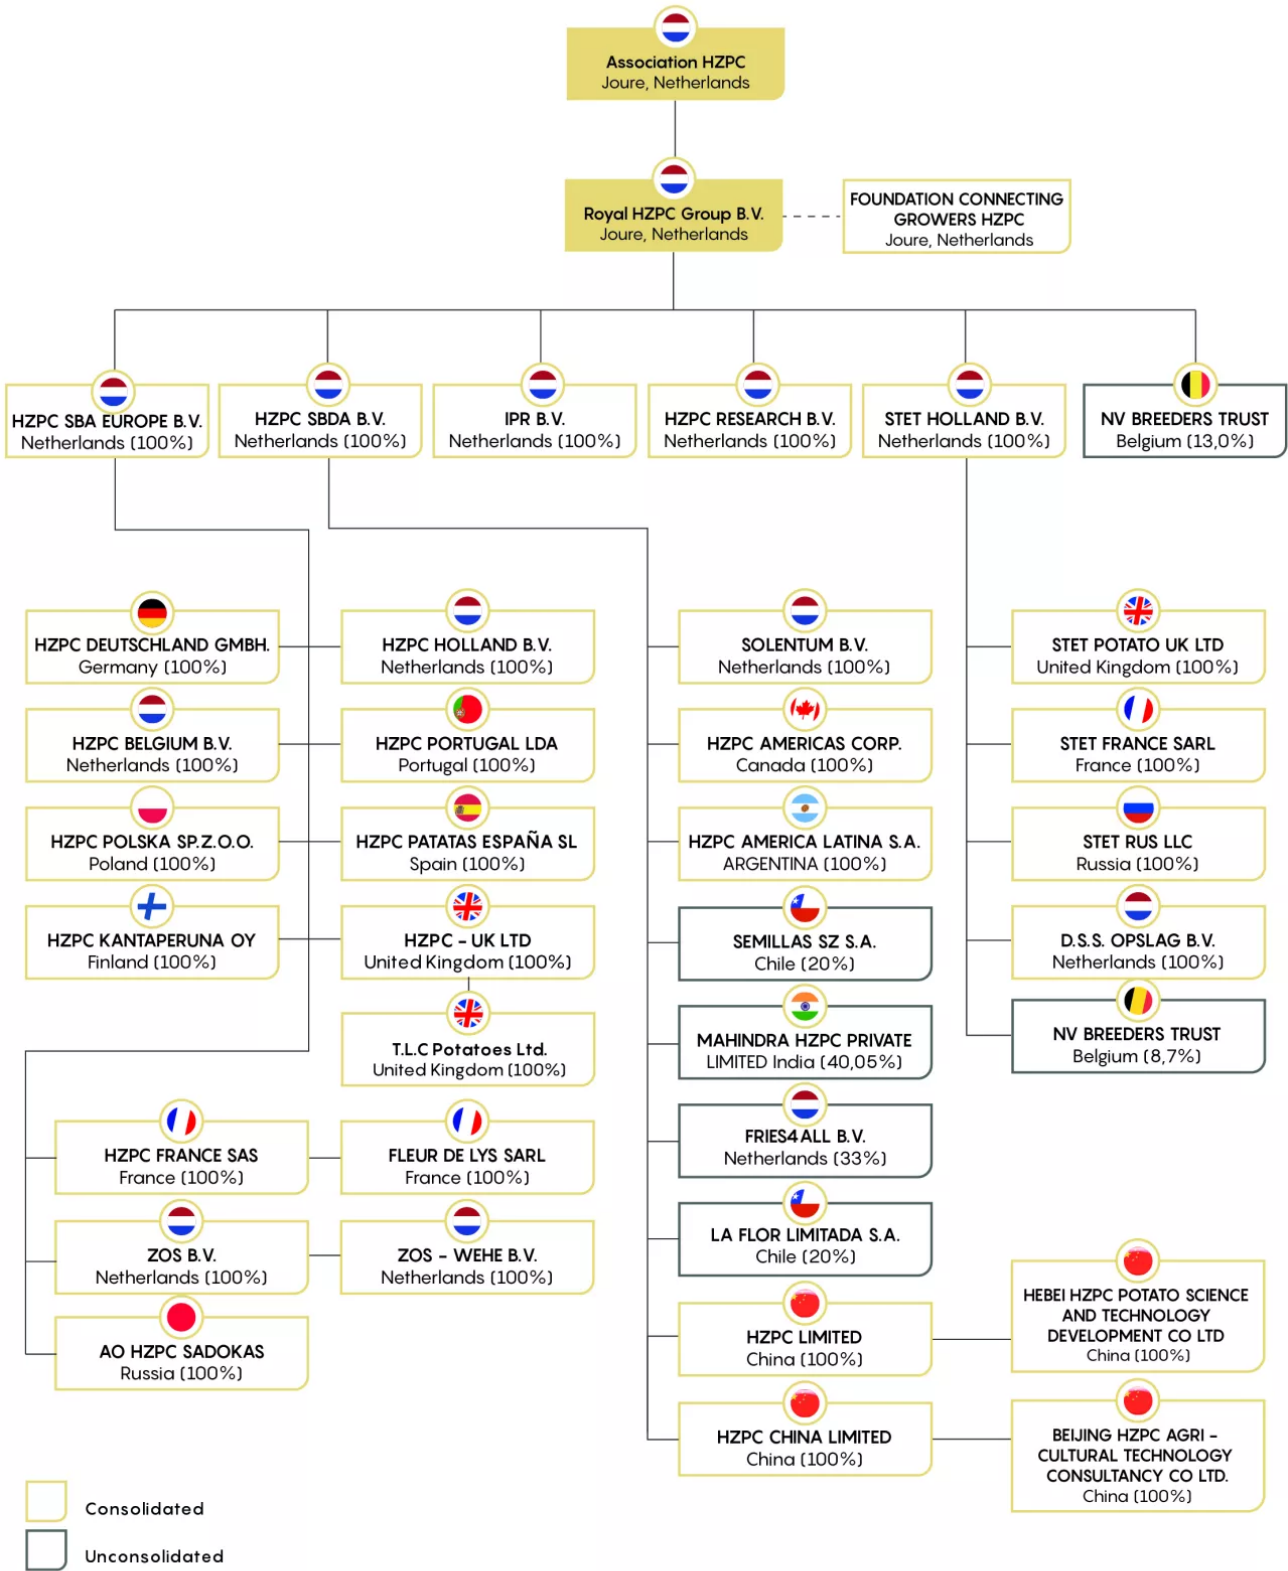 Association HZPC
Joure, Netherlands
Royal HZPC Group B.V.
Joure, Netherlands
FOUNDATION CONNECTING
GROWERS HZPC
Joure, Netherlands
HZPC SBA EUROPE B.V.
Netherlands (100%)
HZPC SBDA B.V.
Netherlands (100%)
IPR B.V.
Netherlands (100%)
HZPC RESEARCH B.V.
Netherlands (100%)
STET HOLLAND B.V.
Netherlands (100%)
NV BREEDERS TRUST
Belgium (13,0%)
HZPC DEUTSCHLAND GMBH.
Germany (100%)
HZPC HOLLAND B.V.
Netherlands (100%)
HZPC BELGIUM B.V.
Netherlands (100%)
HZPC PORTUGAL LDA
Portugal (100%)
HZPC POLSKA SP.Z.O.O.
Poland (100%)
HZPC PATATAS ESPAÑA SL
Spain (100%)
HZPC KANTAPERUNA OY
Finland (100%)
HZPC - UK LTD
United Kingdom (100%)
T.L.C Potatoes Ltd.
United Kingdom (100%)
HZPC FRANCE SAS
France (100%)
FLEUR DE LYS SARL
France (100%)
ZOS B.V.
Netherlands (100%)
ZOS - WEHE B.V.
Netherlands (100%)
AO HZPC SADOKAS
Russia (100%)
SOLENTUM B.V.
Netherlands (100%)
HZPC AMERICAS CORP.
Canada (100%)
HZPC AMERICA LATINA S.A.
ARGENTINA (100%)
SEMILLAS SZ S.A.
Chile (20%)
MAHINDRA HZPC PRIVATE
LIMITED India (40,05%)
FRIES4ALL B.V.
Netherlands (33%)
LA FLOR LIMITADA S.A.
Chile (20%)
HZPC LIMITED
China (100%)
HEBEI HZPC POTATO SCIENCE
AND TECHNOLOGY
DEVELOPMENT CO LTD
China (100%)
HZPC CHINA LIMITED
China (100%)
BEIJING HZPC AGRI -
CULTURAL TECHNOLOGY
CONSULTANCY CO LTD.
China (100%)
STET POTATO UK LTD
United Kingdom (100%)
STET FRANCE SARL
France (100%)
STET RUS LLC
Russia (100%)
D.S.S. OPSLAG B.V.
Netherlands (100%)
NV BREEDERS TRUST
Belgium (8,7%)
Consolidated
Unconsolidated